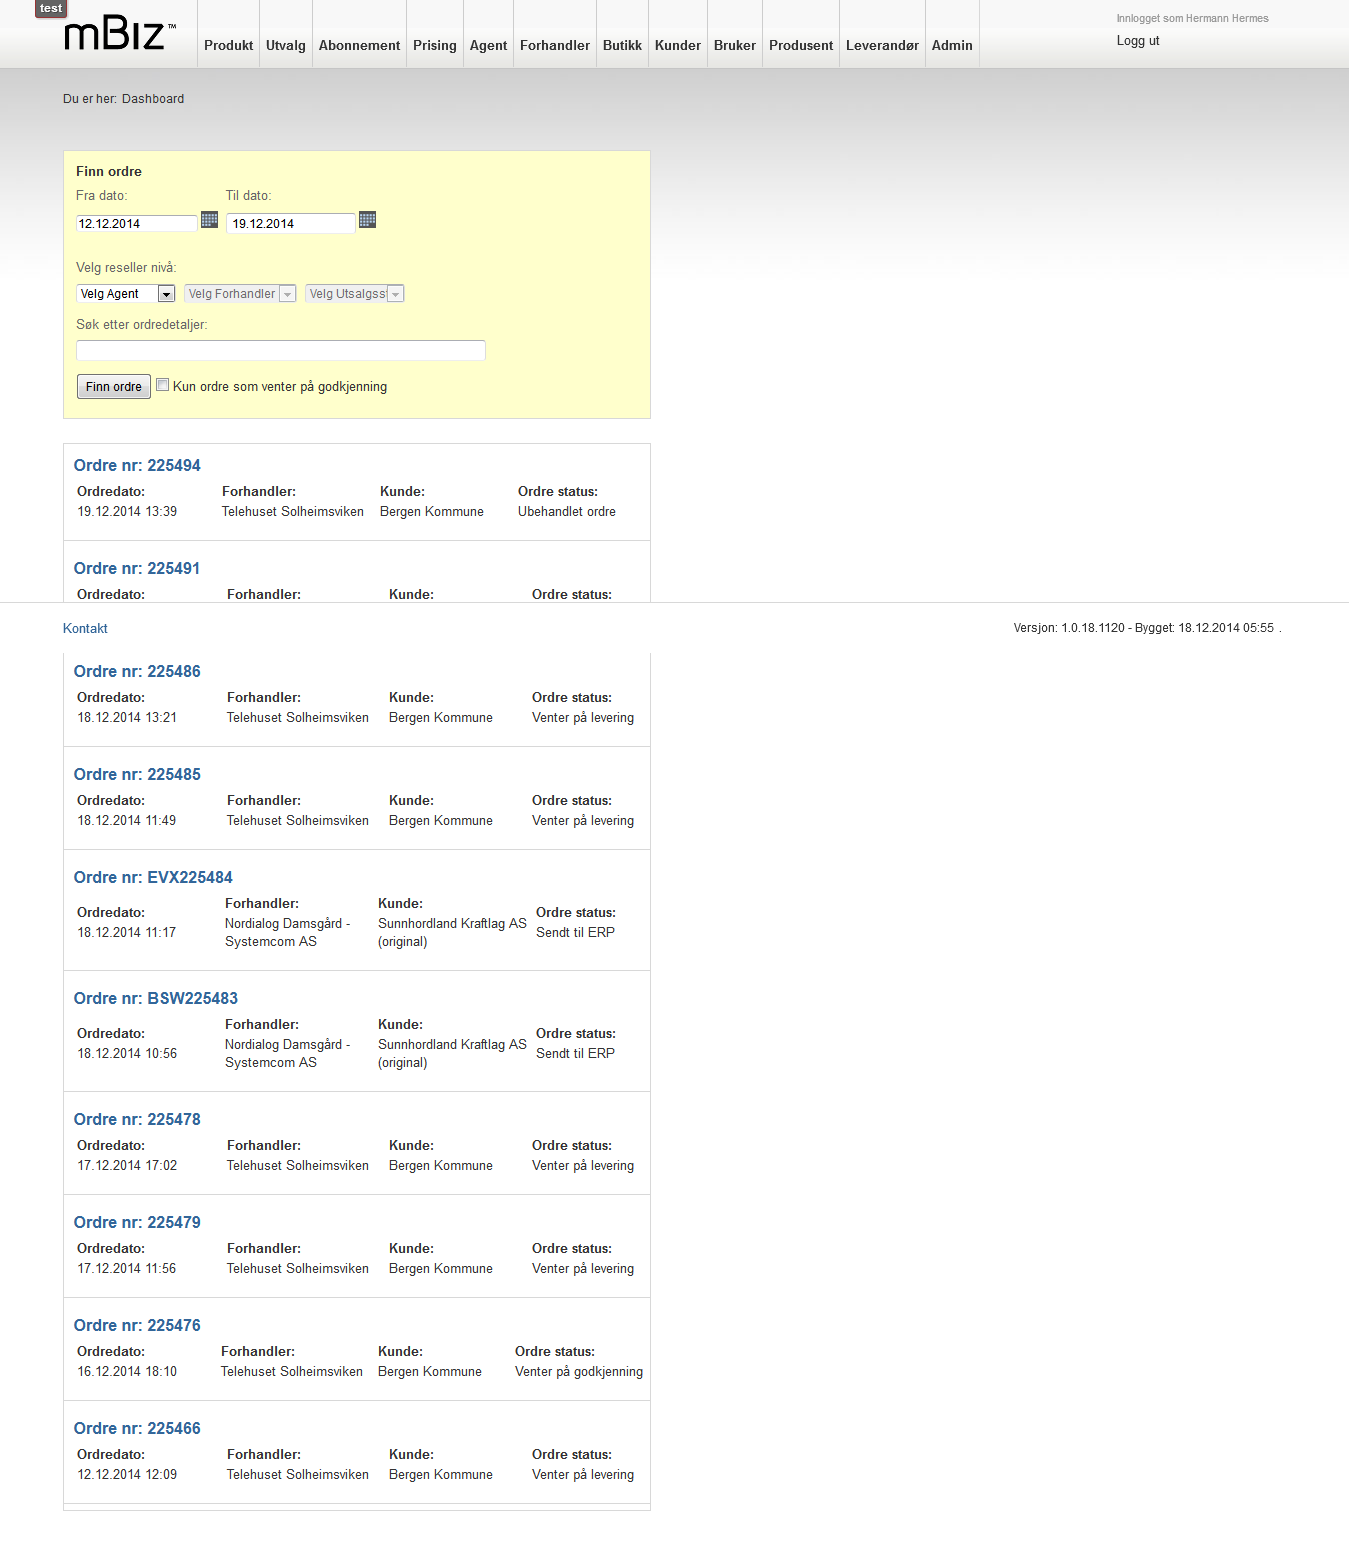 test
mBiz™
Produkt Utvalg Abonnement Prising Agent Forhandler Butikk Kunder Bruker Produsent Leverandør Admin
Innlogget som Hermann Hermes
Logg ut
Du er her: Dashboard
Finn ordre
Fra dato: Til dato:
12.12.2014 19.12.2014
Velg reseller nivå:
Velg Agent Velg Forhandler Velg Utsalgss
Søk etter ordredetaljer:
Finn ordre Kun ordre som venter på godkjenning
Ordre nr: 225494
Ordredato: Forhandler: Kunde: Ordre status:
19.12.2014 13:39 Telehuset Solheimsviken Bergen Kommune Ubehandlet ordre
Ordre nr: 225491
Ordredato: Forhandler: Kunde: Ordre status:
Kontakt Versjon: 1.0.18.1120 - Bygget: 18.12.2014 05:55 .
Ordre nr: 225486
Ordredato: Forhandler: Kunde: Ordre status:
18.12.2014 13:21 Telehuset Solheimsviken Bergen Kommune Venter på levering
Ordre nr: 225485
Ordredato: Forhandler: Kunde: Ordre status:
18.12.2014 11:49 Telehuset Solheimsviken Bergen Kommune Venter på levering
Ordre nr: EVX225484
Ordredato: Forhandler: Kunde: Ordre status:
18.12.2014 11:17 Nordialog Damsgård - Sunnhordland Kraftlag AS Sendt til ERP
Systemcom AS (original)
Ordre nr: BSW225483
Ordredato: Forhandler: Kunde: Ordre status:
18.12.2014 10:56 Nordialog Damsgård - Sunnhordland Kraftlag AS Sendt til ERP
Systemcom AS (original)
Ordre nr: 225478
Ordredato: Forhandler: Kunde: Ordre status:
17.12.2014 17:02 Telehuset Solheimsviken Bergen Kommune Venter på levering
Ordre nr: 225479
Ordredato: Forhandler: Kunde: Ordre status:
17.12.2014 11:56 Telehuset Solheimsviken Bergen Kommune Venter på levering
Ordre nr: 225476
Ordredato: Forhandler: Kunde: Ordre status:
16.12.2014 18:10 Telehuset Solheimsviken Bergen Kommune Venter på godkjenning
Ordre nr: 225466
Ordredato: Forhandler: Kunde: Ordre status:
12.12.2014 12:09 Telehuset Solheimsviken Bergen Kommune Venter på levering